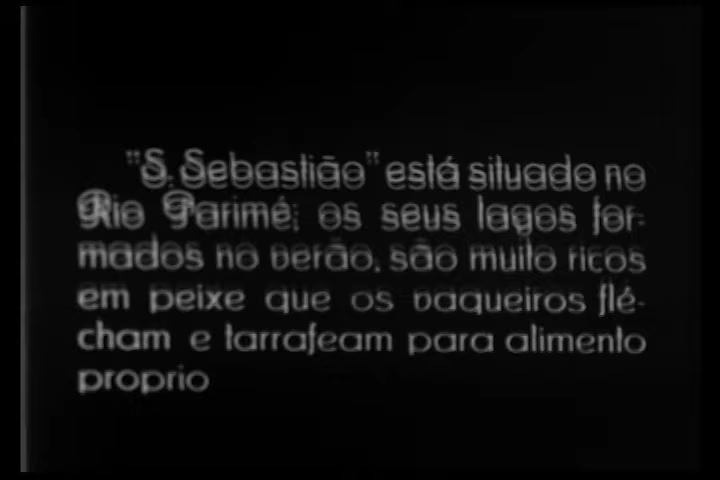 "S. Sebastião" está situado no
Rio Parimé; os seus lagos for-
mados no verão, são muito ricos
em peixe que os vaqueiros flé-
cham e tarrafeam para alimento
proprio